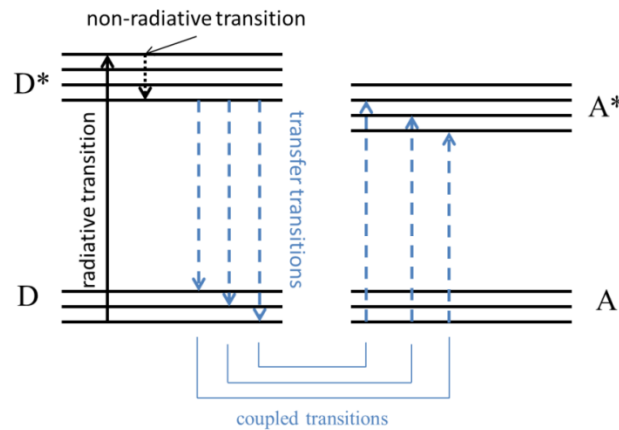 non-radiative transition
D*
radiative transition
transfer transitions
A*
D
A
coupled transitions